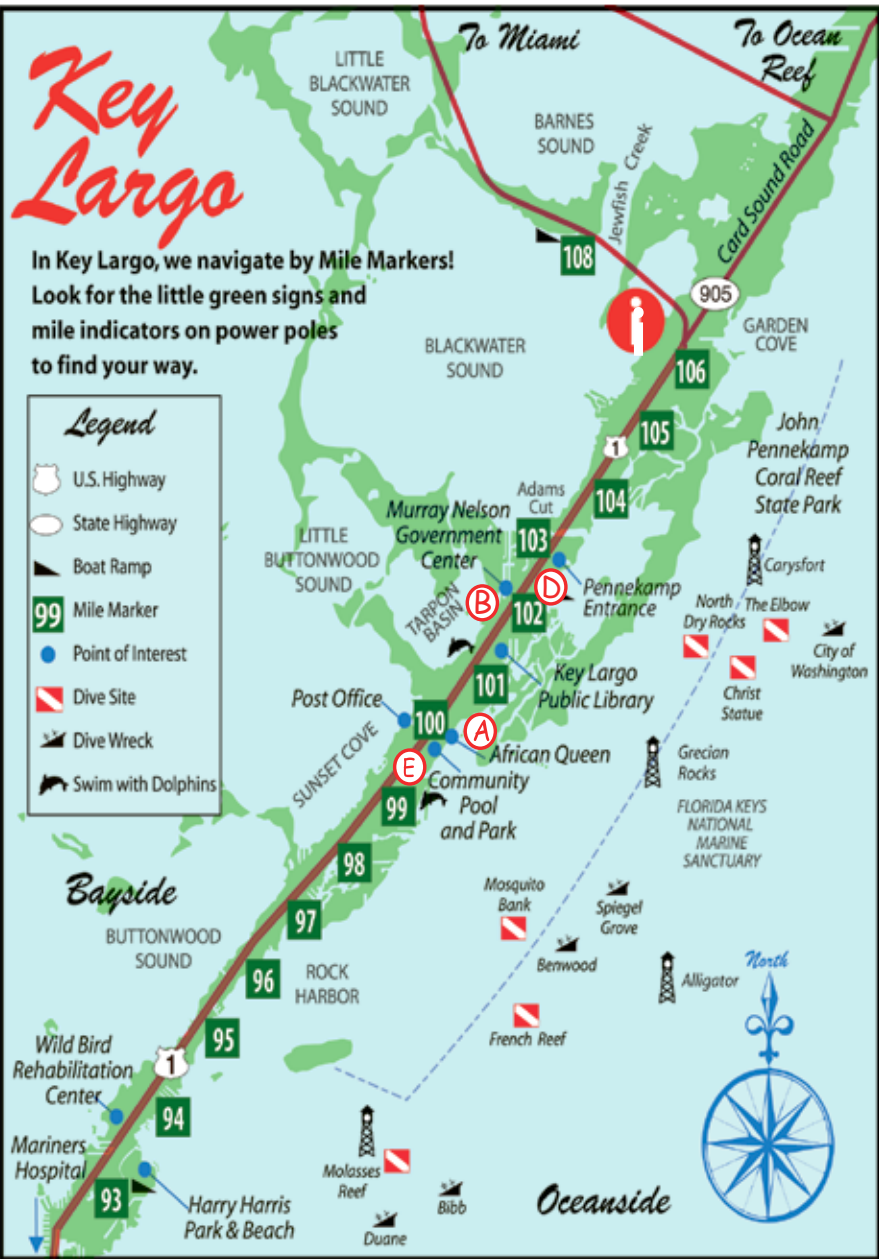 Key
Largo
In Key Largo, we navigate by Mile Markers!
Look for the little green signs and
mile indicators on power poles
to find your way.
To Miami
To Ocean
Reef
LITTLE
BLACKWATER
SOUND
BARNES
SOUND
Jewfish Creek
Card Sound Road
108
905
i
GARDEN
COVE
BLACKWATER
SOUND
106
105
1
104
John
Pennekamp
Coral Reef
State Park
Legend
U.S. Highway
State Highway
Boat Ramp
99 Mile Marker
Point of Interest
Dive Site
Dive Wreck
Swim with Dolphins
Adams
Cut
Murray Nelson
Government
Center
103
LITTLE
BUTTONWOOD
SOUND
TARPON
BASIN
B
D
102
Pennekamp
Entrance
Carysfort
North
Dry Rocks
The Elbow
City of
Washington
Christ
Statue
101
Key Largo
Public Library
Post Office
100
A
African Queen
SUNSET COVE
E
Community
Pool
and Park
99
Grecian
Rocks
FLORIDA KEYS
NATIONAL
MARINE
SANCTUARY
98
Bayside
97
Mosquito
Bank
Spiegel
Grove
BUTTONWOOD
SOUND
96
ROCK
HARBOR
Benwood
Alligator
North
95
French Reef
Wild Bird
Rehabilitation
Center
1
94
Mariners
Hospital
93
Harry Harris
Park & Beach
Molasses
Reef
Bibb
Duane
Oceanside